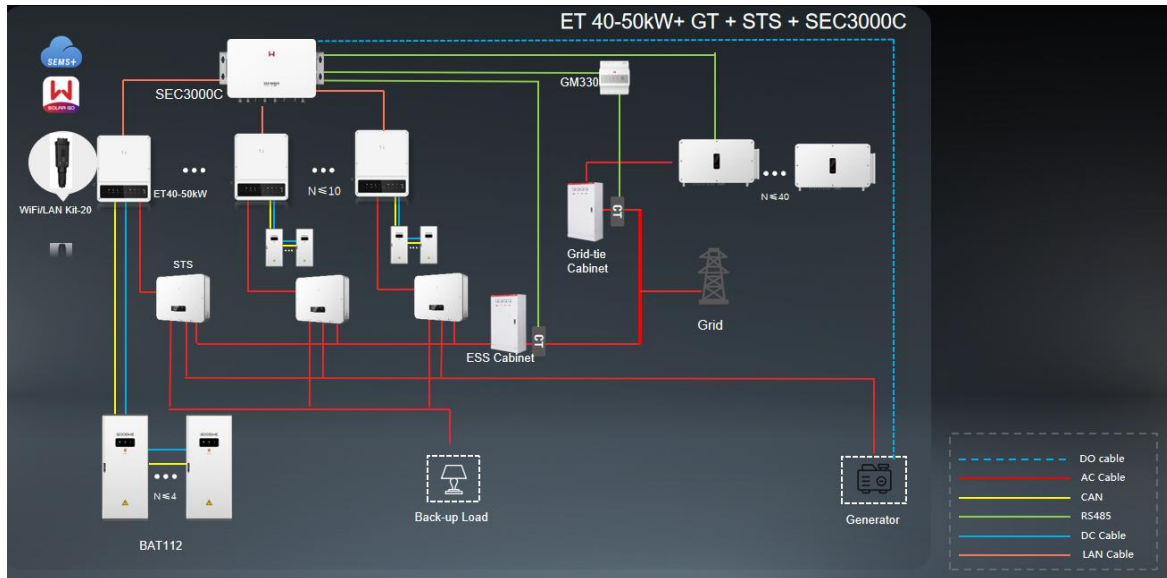 ET 40-50kW+ GT + STS + SEC3000C
SEMS+
SOLAR GO
SEC3000C
GM330
WiFi/LAN Kit-20
ET40-50kW
N≤10
N≤40
CT
Grid-tie
Cabinet
STS
Grid
CT
ESS Cabinet
N≤4
BAT112
Back-up Load
Generator
DO cable
AC Cable
CAN
RS485
DC Cable
LAN Cable